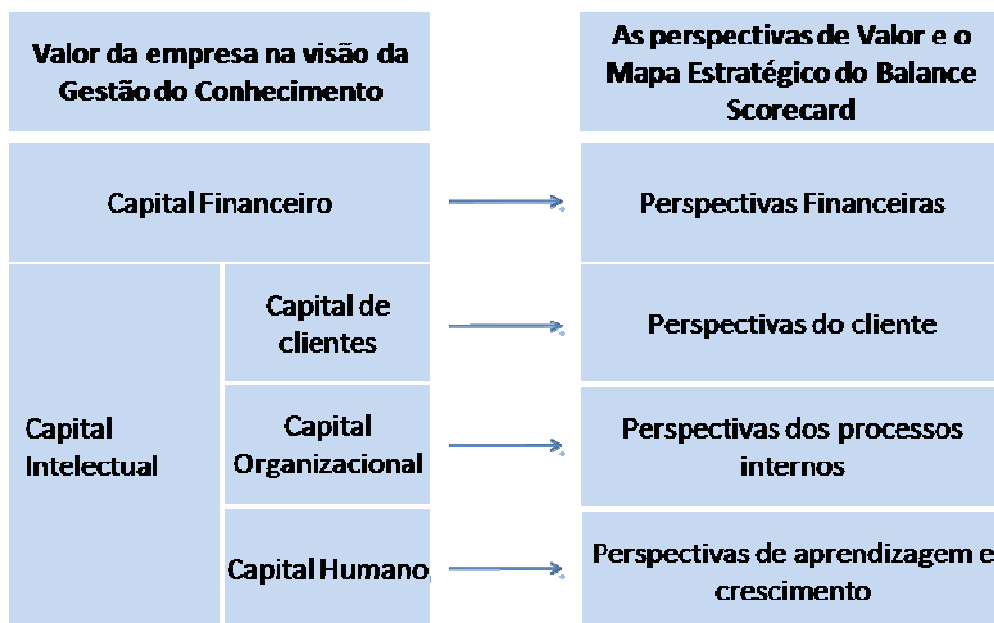 Valor da empresa na visão da
Gestão do Conhecimento
As perspectivas de Valor e o
Mapa Estratégico do Balance
Scorecard
Capital Financeiro
Perspectivas Financeiras
Capital
Intelectual
Capital de
clientes
Perspectivas do cliente
Capital
Organizacional
Perspectivas dos processos
internos
Capital Humano
Perspectivas de aprendizagem e
crescimento